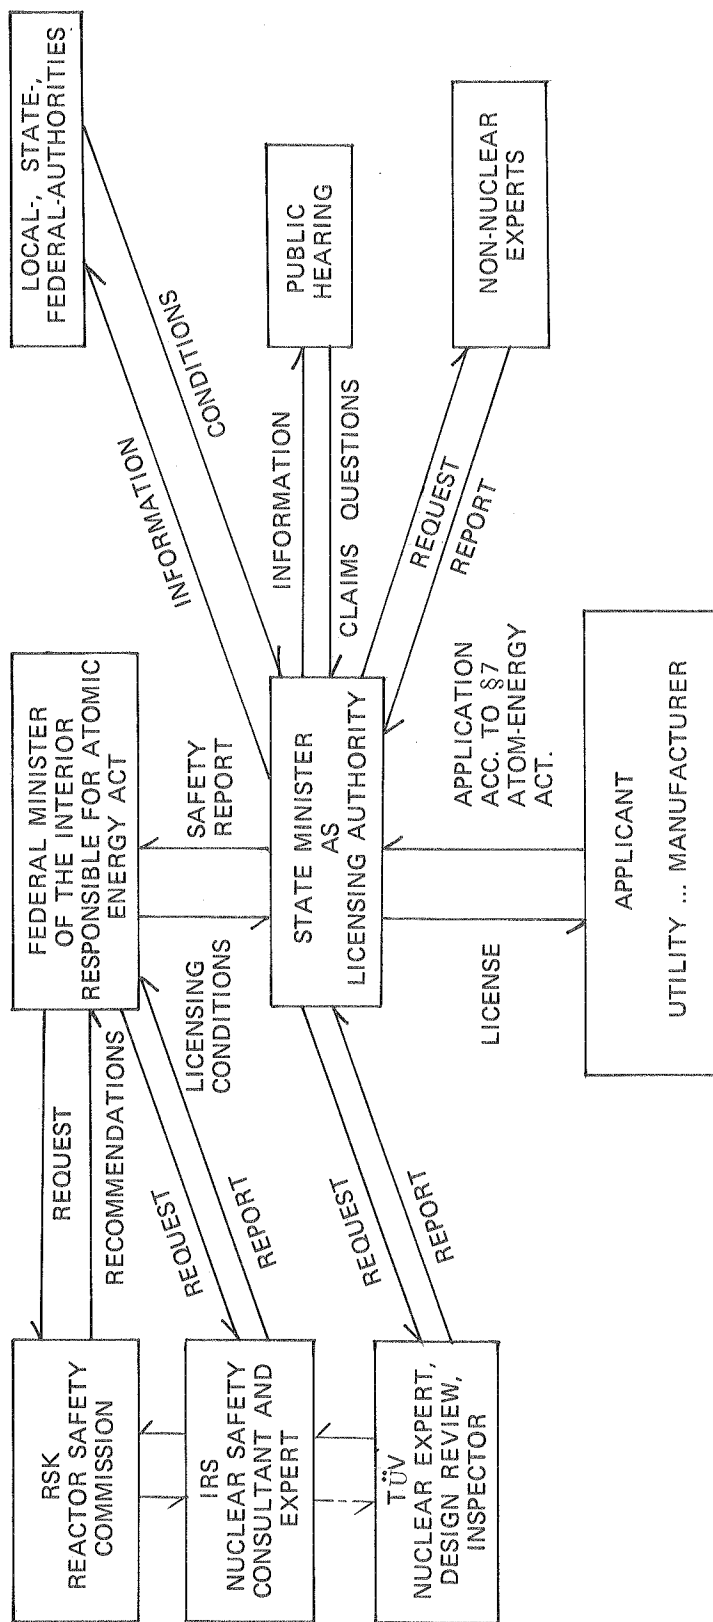 RSK
REACTOR SAFETY
COMMISSION
REQUEST
RECOMMENDATIONS
FEDERAL MINISTER
OF THE INTERIOR
RESPONSIBLE FOR ATOMIC
ENERGY ACT
LOCAL-, STATE-,
FEDERAL-AUTHORITIES
IRS
NUCLEAR SAFETY
CONSULTANT AND
EXPERT
REQUEST
REPORT
LICENSING
CONDITIONS
SAFETY
REPORT
INFORMATION
CONDITIONS
TÜV
NUCLEAR EXPERT,
DESIGN REVIEW,
INSPECTOR
REQUEST
REPORT
STATE MINISTER
AS
LICENSING AUTHORITY
INFORMATION
CLAIMS QUESTIONS
PUBLIC
HEARING
REQUEST
REPORT
NON-NUCLEAR
EXPERTS
LICENSE
APPLICATION
ACC. TO §7
ATOM-ENERGY
ACT.
APPLICANT
UTILITY ... MANUFACTURER